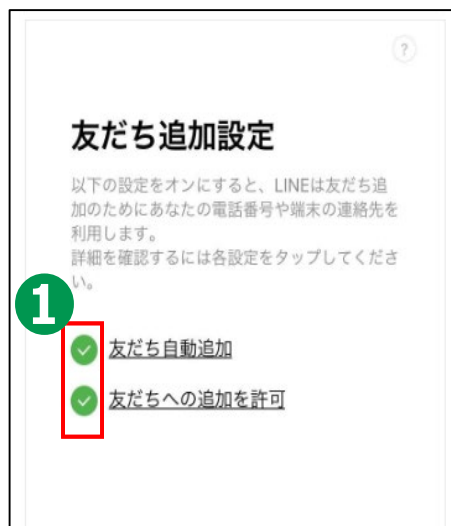 ?
友だち追加設定
以下の設定をオンにすると、LINEは友だち追
加のためにあなたの電話番号や端末の連絡先を
利用します。
詳細を確認するには各設定をタップしてくださ
い。
1
友だち自動追加
友だちへの追加を許可